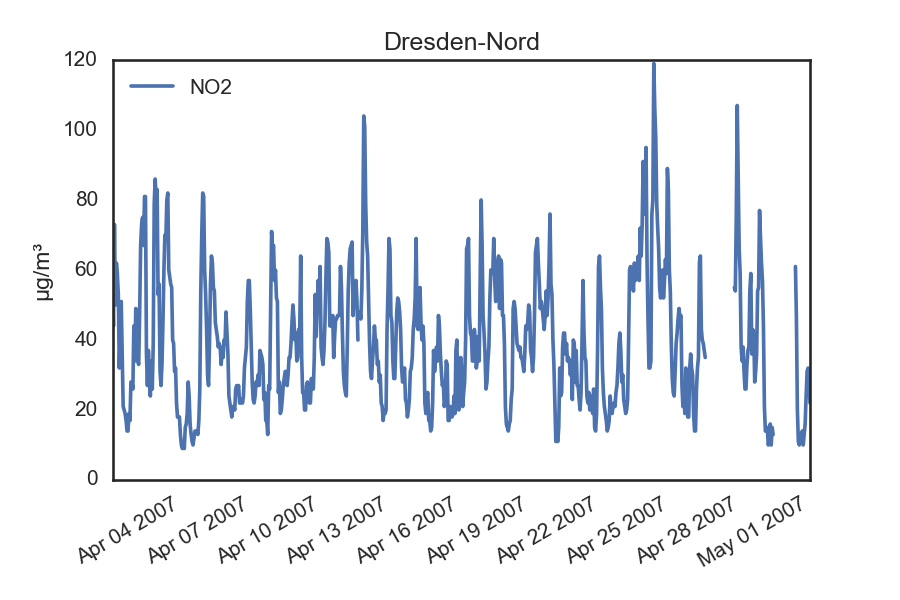 Dresden-Nord
NO2
µg/m³
120
100
80
60
40
20
0
Apr 04 2007
Apr 07 2007
Apr 10 2007
Apr 13 2007
Apr 16 2007
Apr 19 2007
Apr 22 2007
Apr 25 2007
Apr 28 2007
May 01 2007